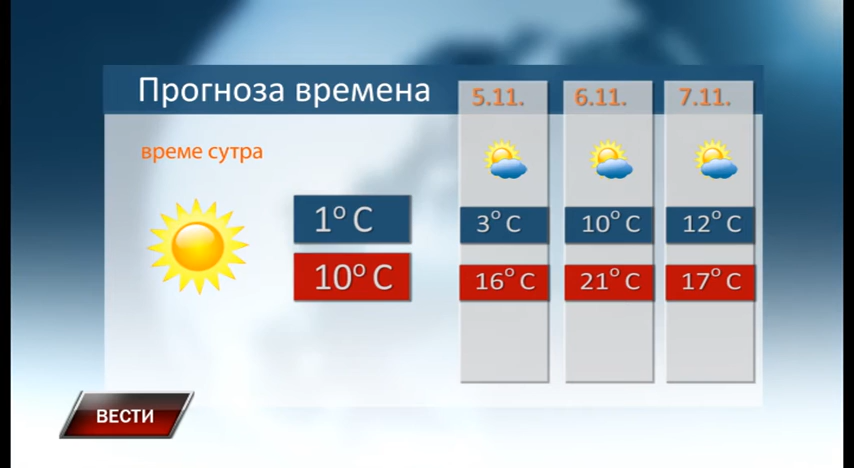 Прогноза времена
време сутра
1° C
10° C
5.11.
3° C
16° C
6.11.
10° C
21° C
7.11.
12° C
17° C
ВЕСТИ